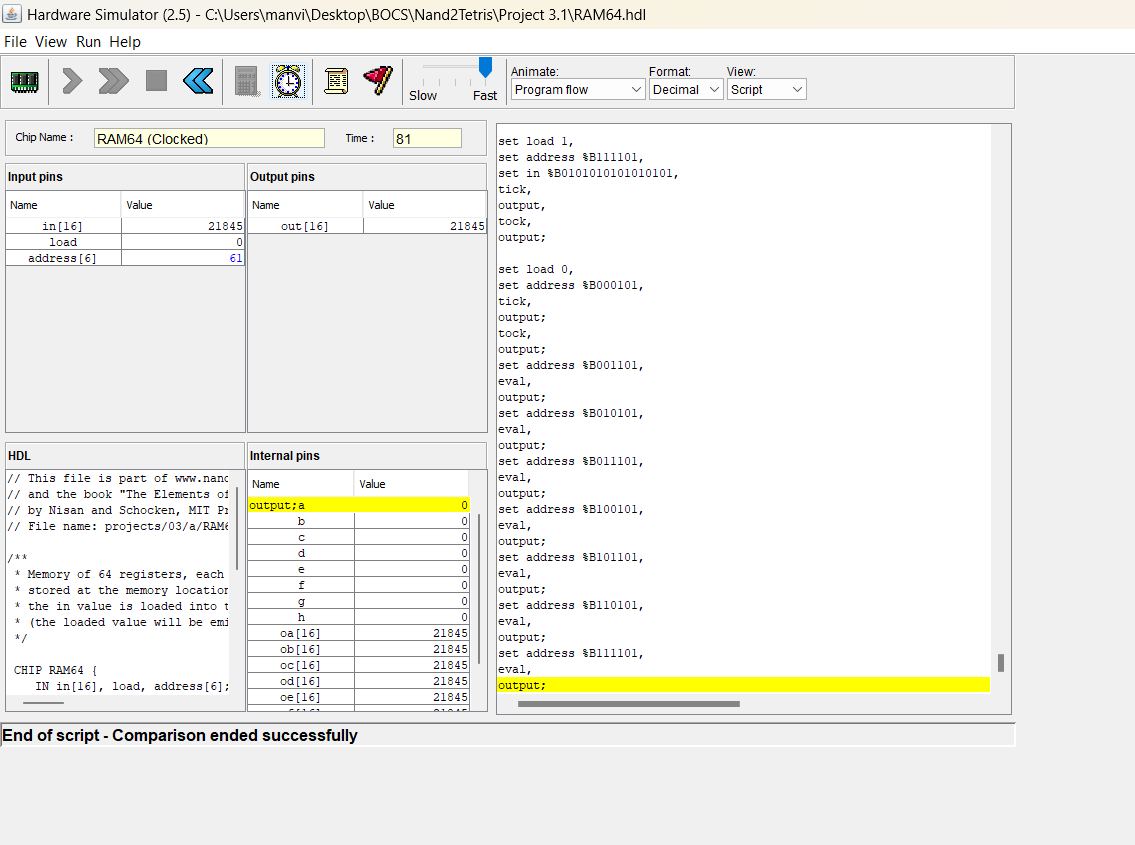 Hardware Simulator (2.5) - C:\Users\manvi\Desktop\BOCS\Nand2Tetris\Project 3.1\RAM64.hdl
File View Run Help
Slow Fast
Animate: Format: View:
Program flow Decimal Script
Chip Name : RAM64 (Clocked) Time : 81
Input pins
Name Value
in[16] 21845
load 0
address[6] 61
Output pins
Name Value
out[16] 21845
HDL
// This file is part of www.nand
// and the book "The Elements of
// by Nisan and Schocken, MIT Pr
// File name: projects/03/a/RAM6
/**
* Memory of 64 registers, each
* stored at the memory location
* the in value is loaded into t
* (the loaded value will be emi
*/
CHIP RAM64 {
IN in[16], load, address[6];
Internal pins
Name Value
output;a 0
b 0
c 0
d 0
e 0
f 0
g 0
h 0
oa[16] 21845
ob[16] 21845
oc[16] 21845
od[16] 21845
oe[16] 21845
set load 1,
set address %B111101,
set in %B0101010101010101,
tick,
output,
tock,
output;
set load 0,
set address %B000101,
tick,
output;
tock,
output;
set address %B001101,
eval,
output;
set address %B010101,
eval,
output;
set address %B011101,
eval,
output;
set address %B100101,
eval,
output;
set address %B101101,
eval,
output;
set address %B110101,
eval,
output;
set address %B111101,
eval,
output;
End of script - Comparison ended successfully